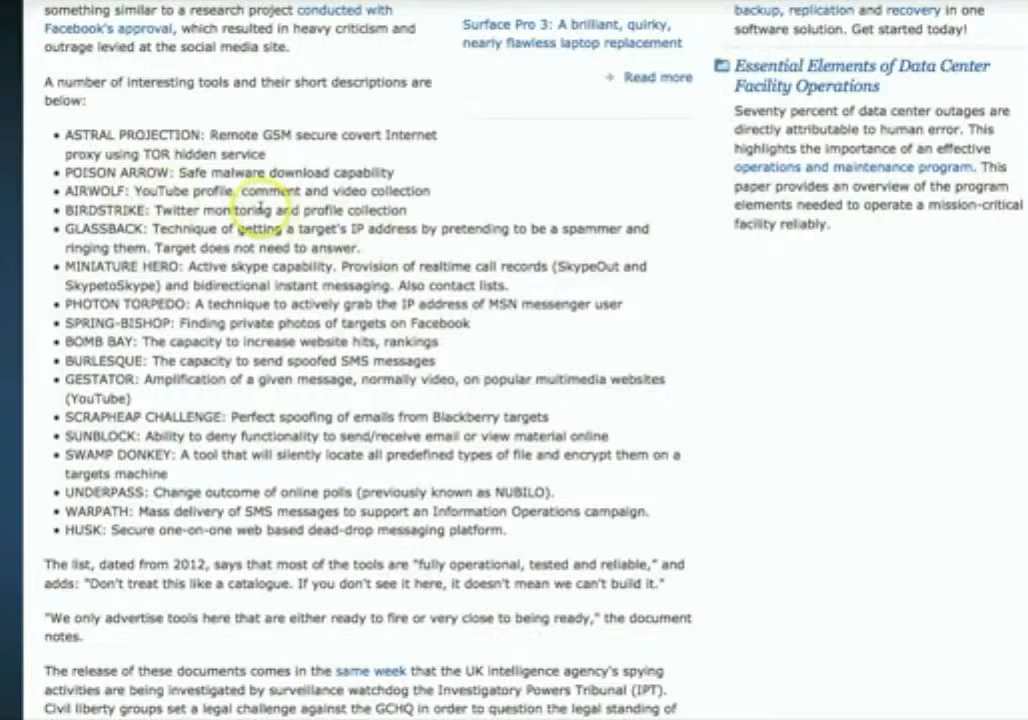 something similar to a research project conducted with
Facebook's approval, which resulted in heavy criticism and
outrage levied at the social media site.
A number of interesting tools and their short descriptions are
below:
• ASTRAL PROJECTION: Remote GSM secure covert Internet
proxy using TOR hidden service
• POISON ARROW: Safe malware download capability
• AIRWOLF: YouTube profile, comment and video collection
• BIRDSTRIKE: Twitter monitoring and profile collection
• GLASSBACK: Technique of getting a target's IP address by pretending to be a spammer and
ringing them. Target does not need to answer.
• MINIATURE HERO: Active skype capability. Provision of realtime call records (SkypeOut and
SkypetoSkype) and bidirectional instant messaging. Also contact lists.
• PHOTON TORPEDO: A technique to actively grab the IP address of MSN messenger user
• SPRING-BISHOP: Finding private photos of targets on Facebook
• BOMB BAY: The capacity to increase website hits, rankings
• BURLESQUE: The capacity to send spoofed SMS messages
• GESTATOR: Amplification of a given message, normally video, on popular multimedia websites
(YouTube)
• SCRAPHEAP CHALLENGE: Perfect spoofing of emails from Blackberry targets
• SUNBLOCK: Ability to deny functionality to send/receive email or view material online
• SWAMP DONKEY: A tool that will silently locate all predefined types of file and encrypt them on a
targets machine
• UNDERPASS: Change outcome of online polls (previously known as NUBILO).
• WARPATH: Mass delivery of SMS messages to support an Information Operations campaign.
• HUSK: Secure one-on-one web based dead-drop messaging platform.
The list, dated from 2012, says that most of the tools are "fully operational, tested and reliable," and
adds: "Don't treat this like a catalogue. If you don't see it here, it doesn't mean we can't build it."
"We only advertise tools here that are either ready to fire or very close to being ready," the document
notes.
The release of these documents comes in the same week that the UK intelligence agency's spying
activities are being investigated by surveillance watchdog the Investigatory Powers Tribunal (IPT).
Civil liberty groups set a legal challenge against the GCHQ in order to question the legal standing of
Surface Pro 3: A brilliant, quirky,
nearly flawless laptop replacement
Read more
backup, replication and recovery in one
software solution. Get started today!
Essential Elements of Data Center
Facility Operations
Seventy percent of data center outages are
directly attributable to human error. This
highlights the importance of an effective
operations and maintenance program. This
paper provides an overview of the program
elements needed to operate a mission-critical
facility reliably.